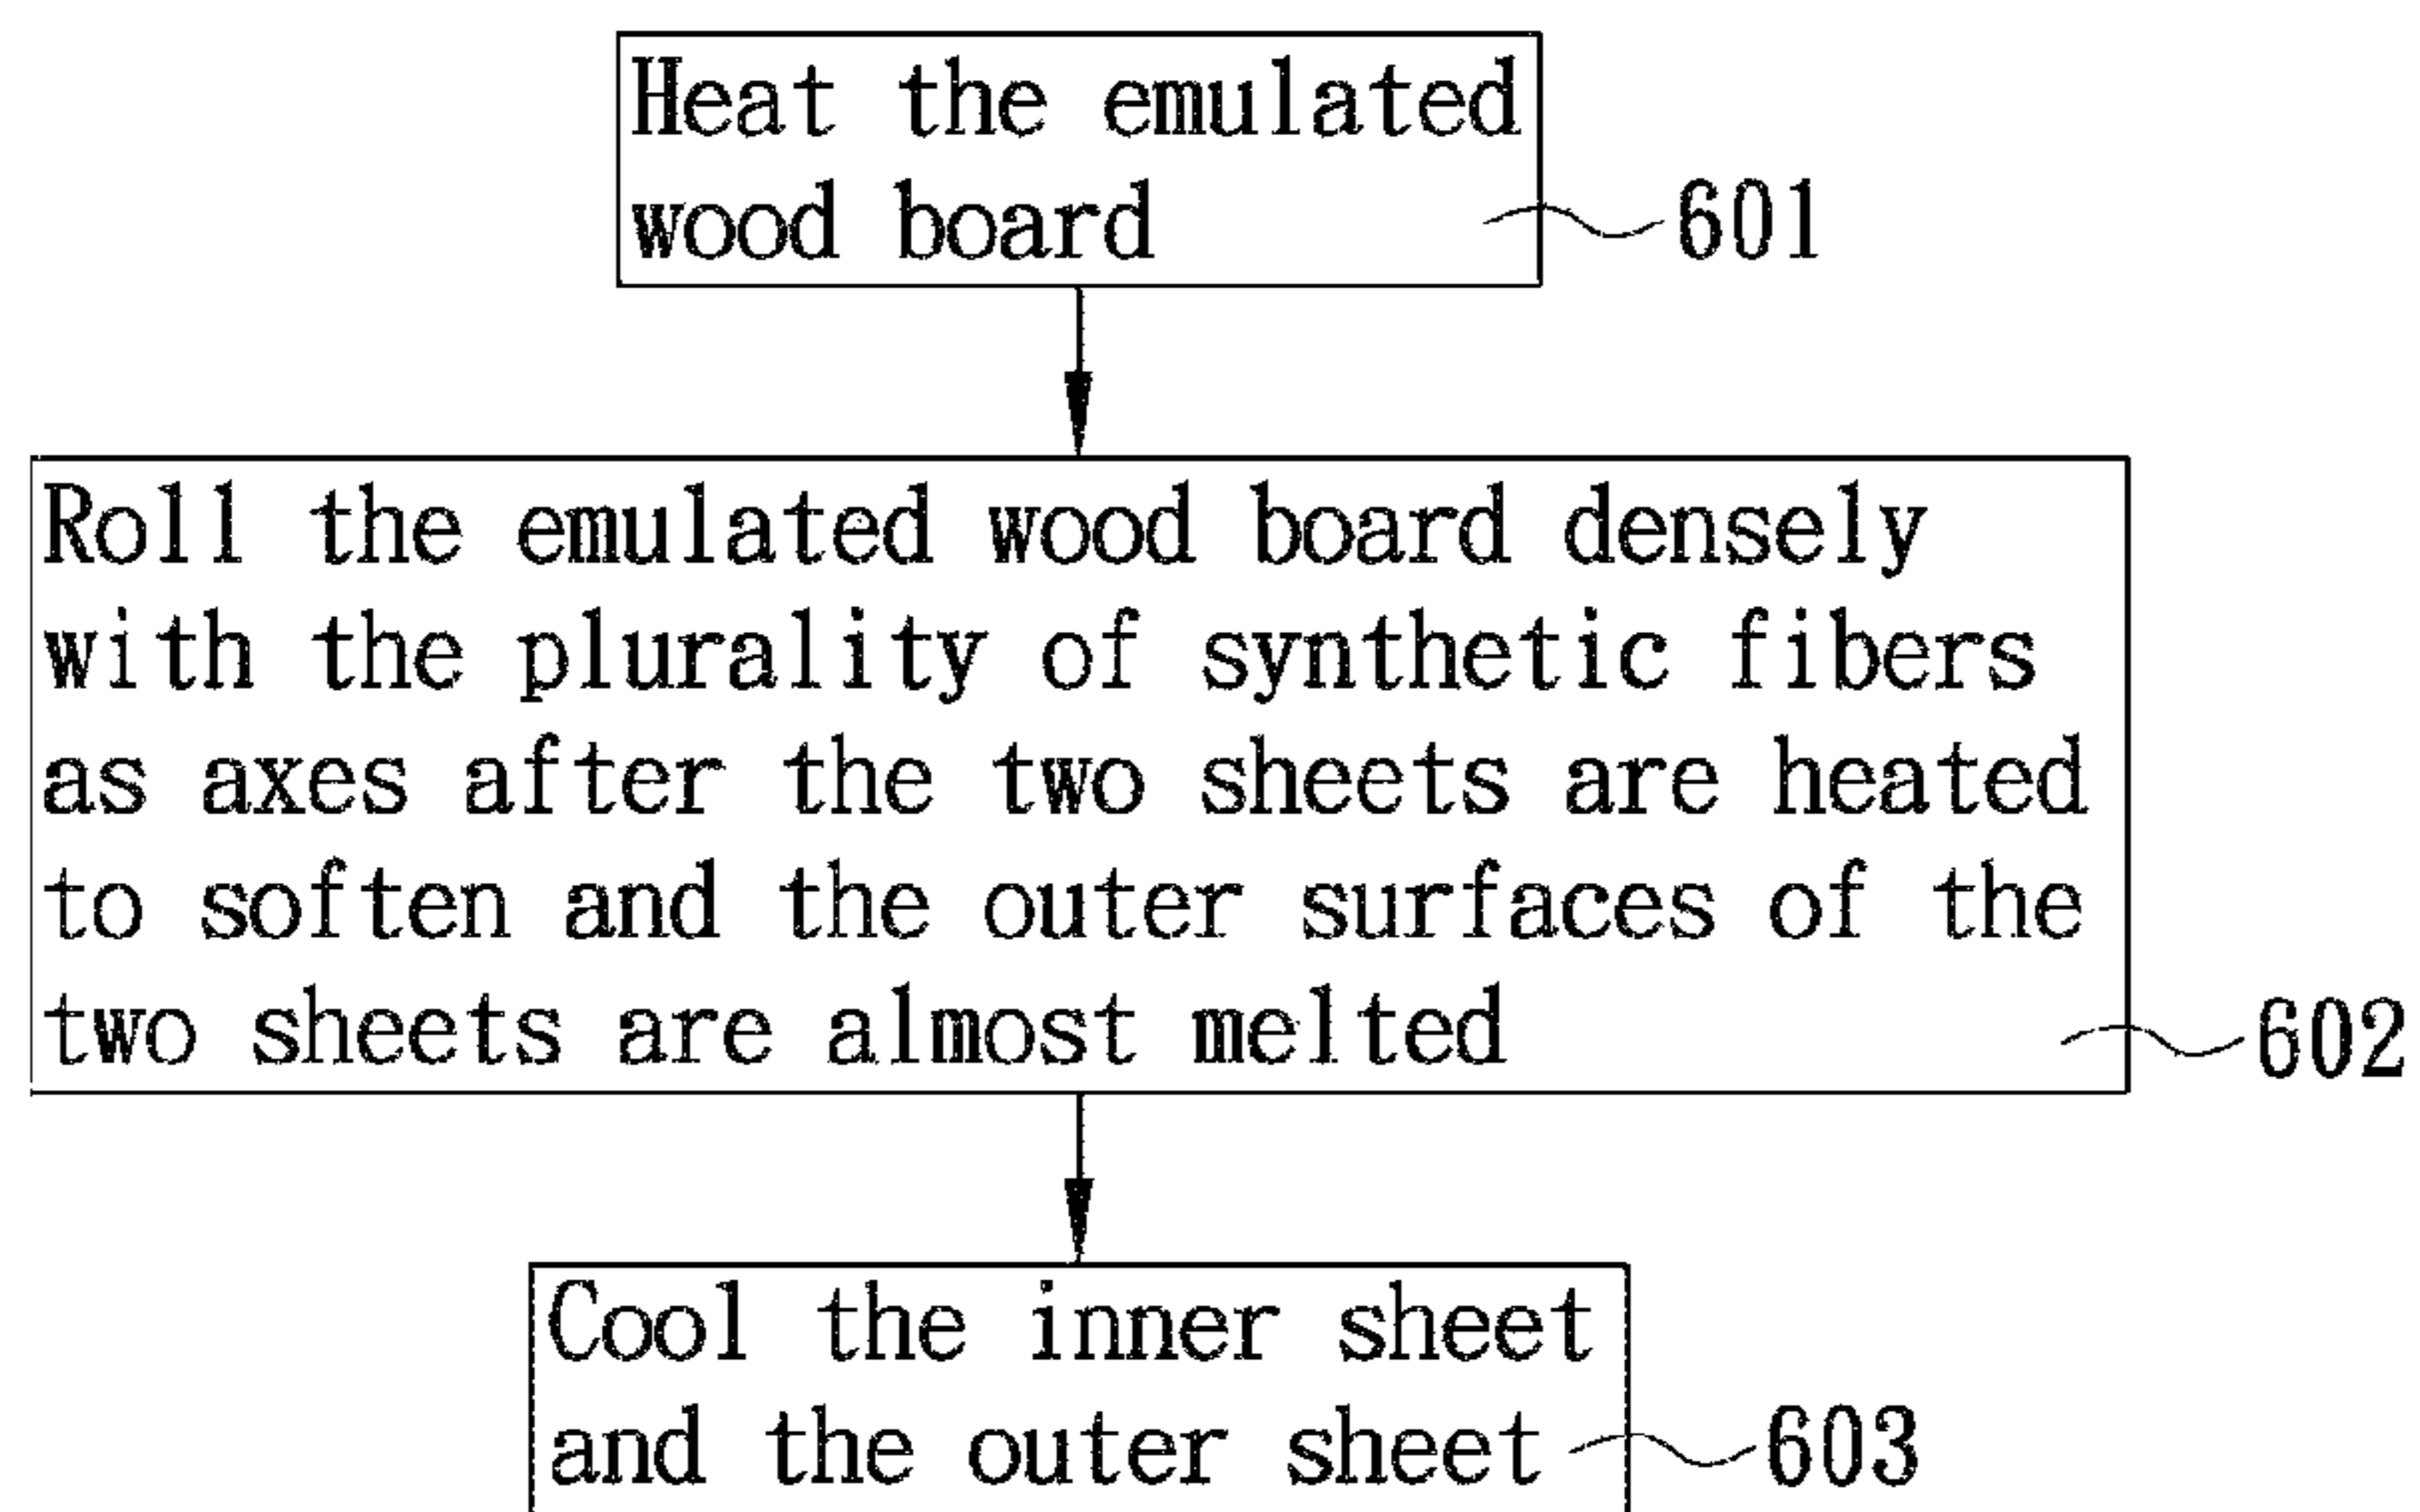 Heat the emulated
wood board
601
Roll the emulated wood board densely
with the plurality of synthetic fibers
as axes after the two sheets are heated
to soften and the outer surfaces of the
two sheets are almost melted
602
Cool the inner sheet
and the outer sheet
603